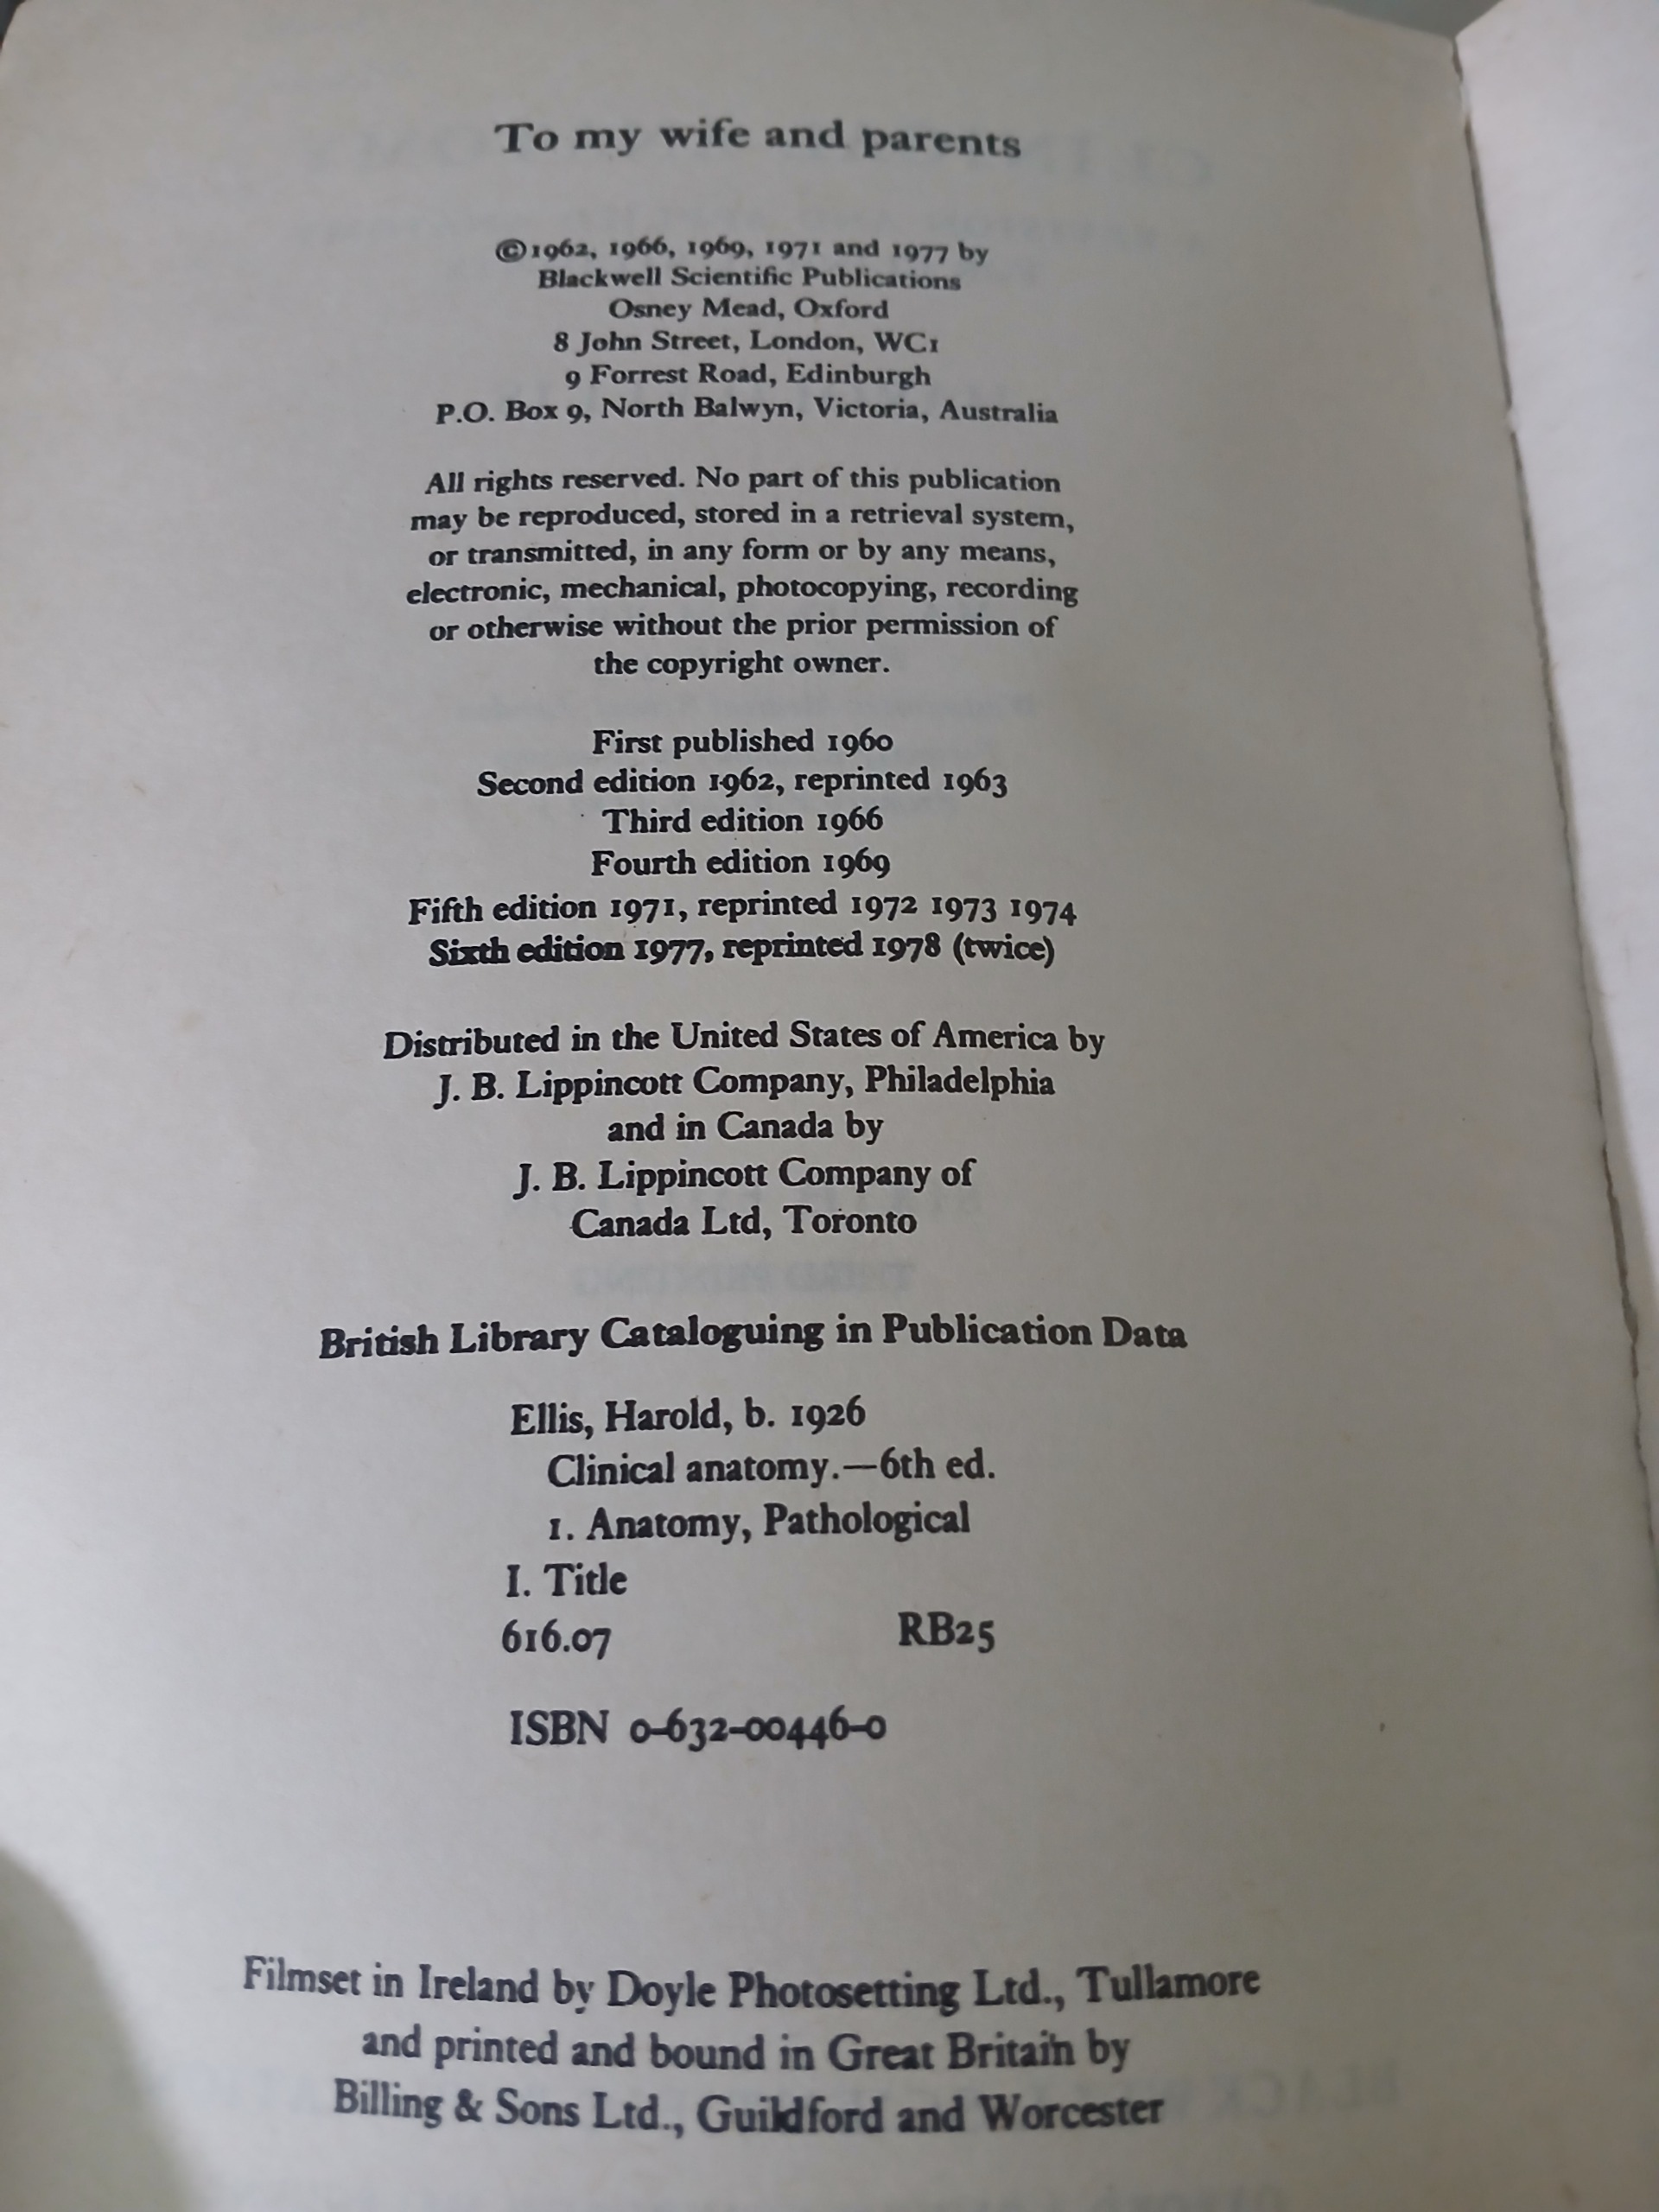 To my wife and parents
©1962, 1966, 1969, 1971 and 1977 by
Blackwell Scientific Publications
Osney Mead, Oxford
8 John Street, London, WC1
9 Forrest Road, Edinburgh
P.O. Box 9, North Balwyn, Victoria, Australia
All rights reserved. No part of this publication
may be reproduced, stored in a retrieval system,
or transmitted, in any form or by any means,
electronic, mechanical, photocopying, recording
or otherwise without the prior permission of
the copyright owner.
First published 1960
Second edition 1962, reprinted 1963
Third edition 1966
Fourth edition 1969
Fifth edition 1971, reprinted 1972 1973 1974
Sixth edition 1977, reprinted 1978 (twice)
Distributed in the United States of America by
J. B. Lippincott Company, Philadelphia
and in Canada by
J. B. Lippincott Company of
Canada Ltd, Toronto
British Library Cataloguing in Publication Data
Ellis, Harold, b. 1926
Clinical anatomy.—6th ed.
1. Anatomy, Pathological
I. Title
616.07 RB25
ISBN 0–632–00446–0
Filmset in Ireland by Doyle Photosetting Ltd., Tullamore
and printed and bound in Great Britain by
Billing & Sons Ltd., Guildford and Worcester